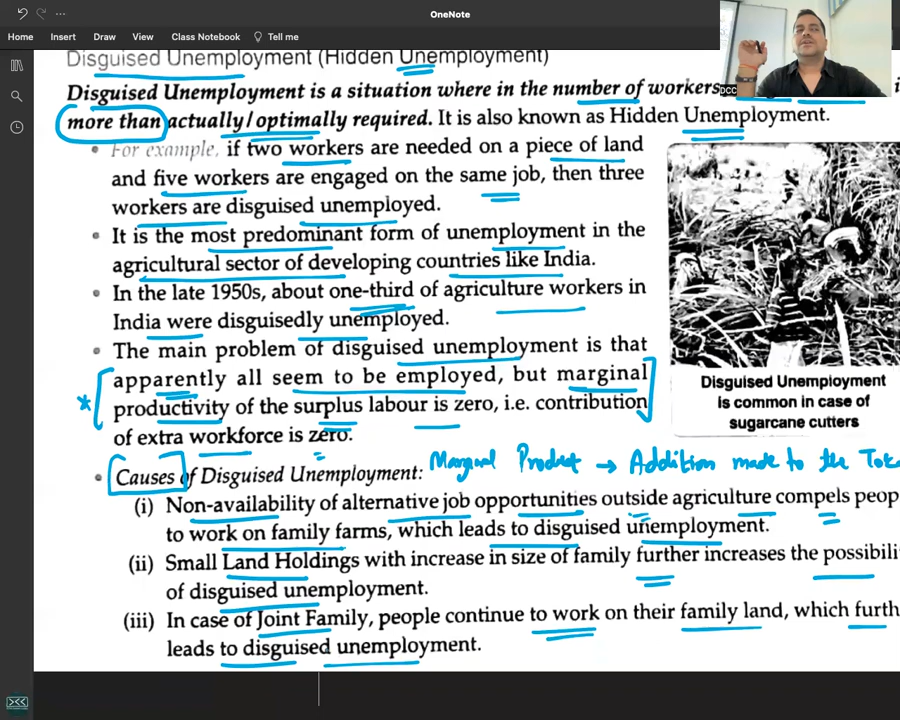 OneNote
Home Insert Draw View Class Notebook Tell me
DCC
Disguised Unemployment (Hidden Unemployment)
Disguised Unemployment is a situation where in the number of workers
more than actually/optimally required. It is also known as Hidden Unemployment.
• For example, if two workers are needed on a piece of land
and five workers are engaged on the same job, then three
workers are disguised unemployed.
• It is the most predominant form of unemployment in the
agricultural sector of developing countries like India.
• In the late 1950s, about one-third of agriculture workers in
India were disguisedly unemployed.
• The main problem of disguised unemployment is that
apparently all seem to be employed, but marginal
productivity of the surplus labour is zero, i.e. contribution
of extra workforce is zero.
Disguised Unemployment
is common in case of
sugarcane cutters
• Causes of Disguised Unemployment: Marginal Product → Addition made to the Tot
(i) Non-availability of alternative job opportunities outside agriculture compels peop
to work on family farms, which leads to disguised unemployment.
(ii) Small Land Holdings with increase in size of family further increases the possibili
of disguised unemployment.
(iii) In case of Joint Family, people continue to work on their family land, which furth
leads to disguised unemployment.